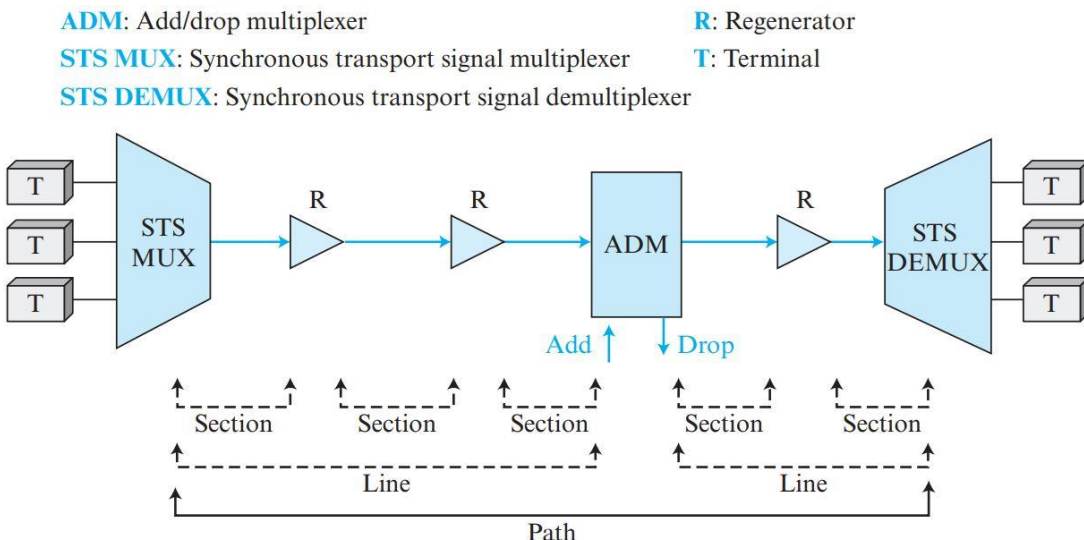 ADM: Add/drop multiplexer
R: Regenerator
STS MUX: Synchronous transport signal multiplexer
T: Terminal
STS DEMUX: Synchronous transport signal demultiplexer
T
T
T
STS
MUX
R
R
ADM
Add
Drop
R
STS
DEMUX
T
T
T
Section
Section
Section
Section
Section
Line
Line
Path